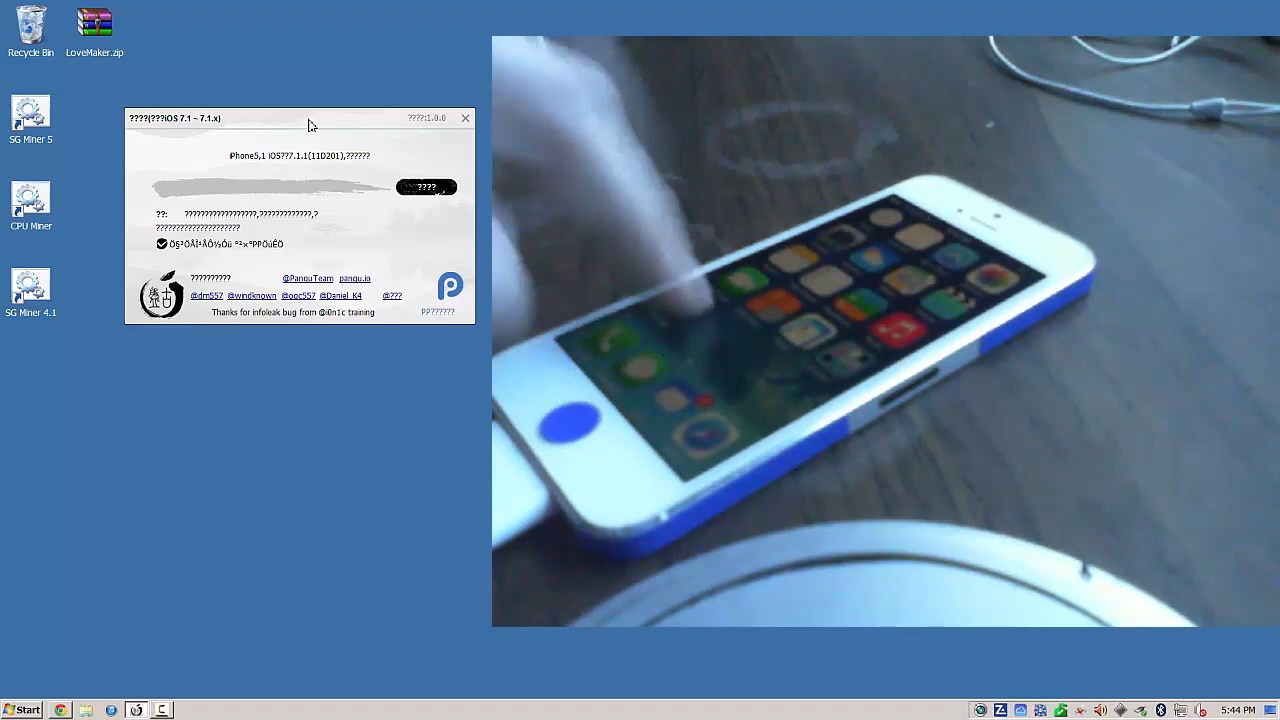 Recycle Bin
LoveMaker.zip
SG Miner 5
CPU Miner
SG Miner 4.1
????(???iOS 7.1 ~ 7.1.x)
????:1.0.0
iPhone5,1 iOS??7.1.1(11D201),??????
????
??: ??????????????????????????????,?
????????????????????
??????????
@PanguTeam pangu.io
@dm557 @windknown @ooc557 @Daniel_K4 @???
Thanks for infoleak bug from @i0n1c training
PP??????
Start
5:44 PM